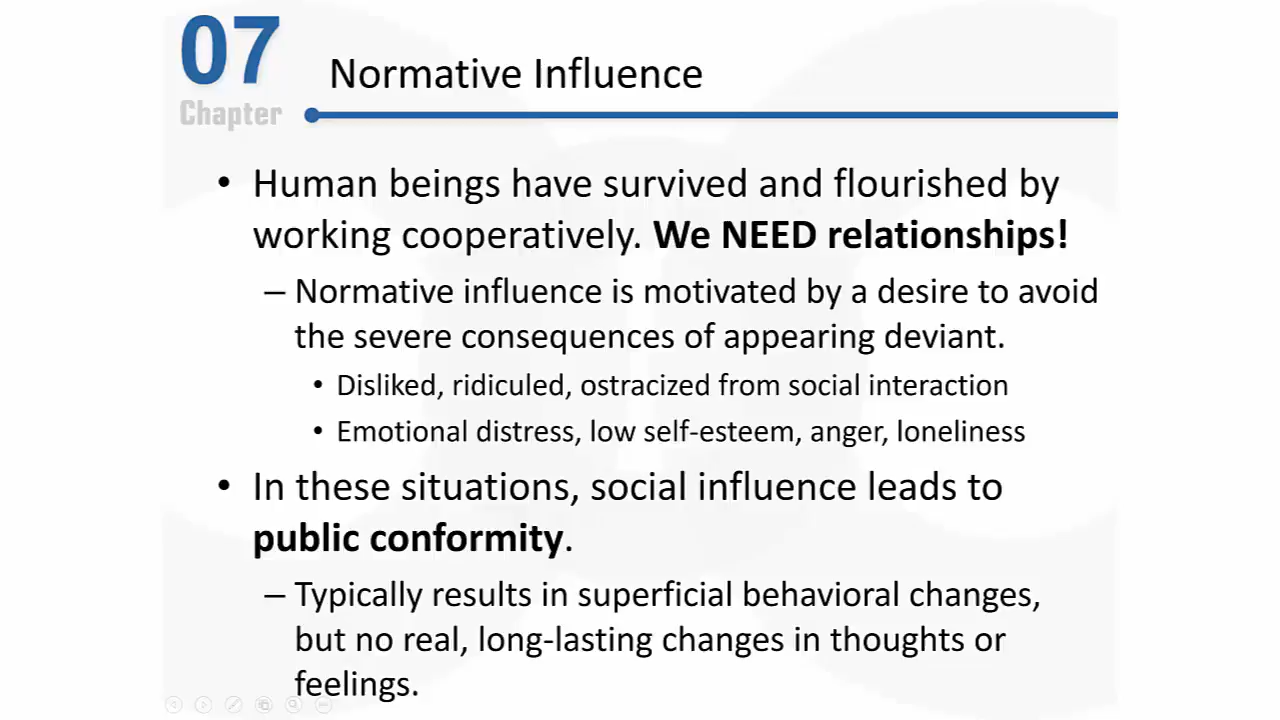 07
Chapter
Normative Influence
• Human beings have survived and flourished by
working cooperatively. We NEED relationships!
– Normative influence is motivated by a desire to avoid
the severe consequences of appearing deviant.
• Disliked, ridiculed, ostracized from social interaction
• Emotional distress, low self-esteem, anger, loneliness
• In these situations, social influence leads to
public conformity.
– Typically results in superficial behavioral changes,
but no real, long-lasting changes in thoughts or
feelings.